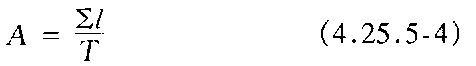 A = Σl / T (4.25.5-4)